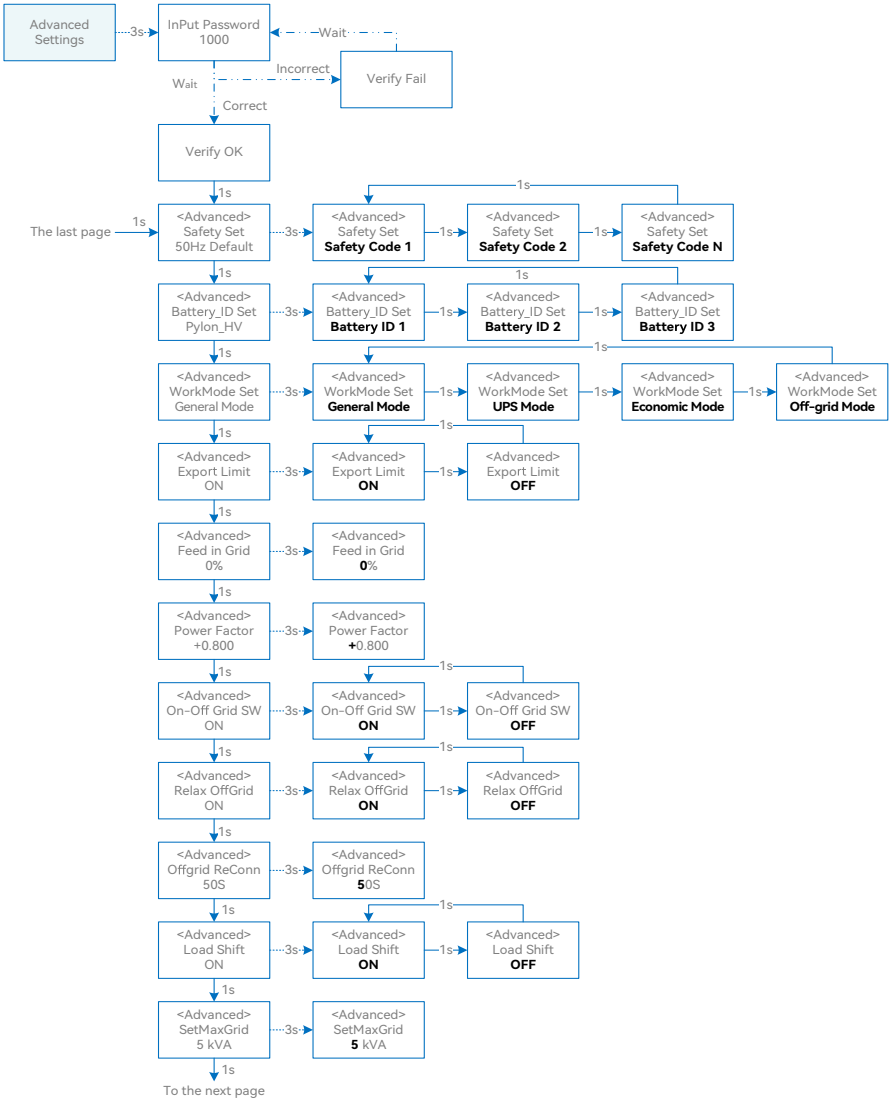 Advanced
Settings
3s
InPut Password
1000
Wait
Incorrect
Verify Fail
Wait
Correct
Verify OK
1s
1s
The last page
1s
<Advanced>
Safety Set
50Hz Default
3s
<Advanced>
Safety Set
Safety Code 1
1s
<Advanced>
Safety Set
Safety Code 2
1s
<Advanced>
Safety Set
Safety Code N
1s
1s
<Advanced>
Battery_ID Set
Pylon_HV
3s
<Advanced>
Battery_ID Set
Battery ID 1
1s
<Advanced>
Battery_ID Set
Battery ID 2
1s
<Advanced>
Battery_ID Set
Battery ID 3
1s
1s
<Advanced>
WorkMode Set
General Mode
3s
<Advanced>
WorkMode Set
General Mode
1s
<Advanced>
WorkMode Set
UPS Mode
1s
<Advanced>
WorkMode Set
Economic Mode
1s
<Advanced>
WorkMode Set
Off-grid Mode
1s
1s
<Advanced>
Export Limit
ON
3s
<Advanced>
Export Limit
ON
1s
<Advanced>
Export Limit
OFF
1s
<Advanced>
Feed in Grid
0%
3s
<Advanced>
Feed in Grid
0%
1s
<Advanced>
Power Factor
+0.800
3s
<Advanced>
Power Factor
+0.800
1s
1s
<Advanced>
On-Off Grid SW
ON
3s
<Advanced>
On-Off Grid SW
ON
1s
<Advanced>
On-Off Grid SW
OFF
1s
1s
<Advanced>
Relax OffGrid
ON
3s
<Advanced>
Relax OffGrid
ON
1s
<Advanced>
Relax OffGrid
OFF
1s
<Advanced>
Offgrid ReConn
50S
3s
<Advanced>
Offgrid ReConn
50S
1s
1s
<Advanced>
Load Shift
ON
3s
<Advanced>
Load Shift
ON
1s
<Advanced>
Load Shift
OFF
1s
<Advanced>
SetMaxGrid
5 kVA
3s
<Advanced>
SetMaxGrid
5 kVA
1s
To the next page